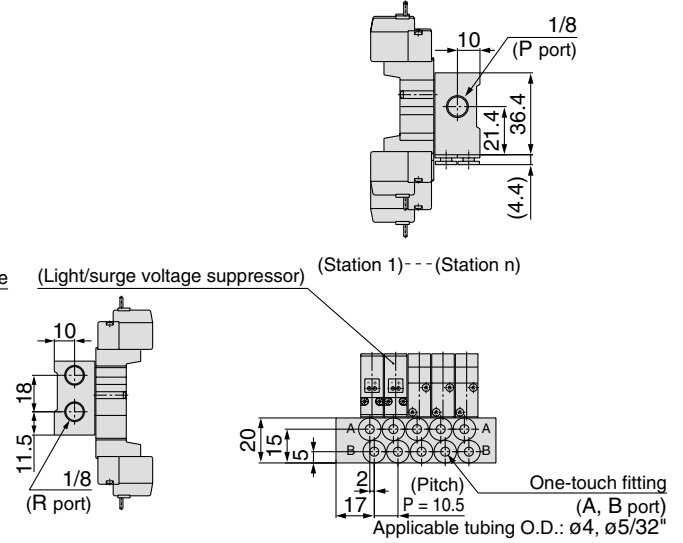 1/8
(P port)
10
21.4
36.4
(4.4)
(Station 1)---(Station n)
e
(Light/surge voltage suppressor)
10
18
11.5
1/8
(R port)
20
15
5
A
A
B
B
2
17
(Pitch)
P = 10.5
One-touch fitting
(A, B port)
Applicable tubing O.D.: ø4, ø5/32"